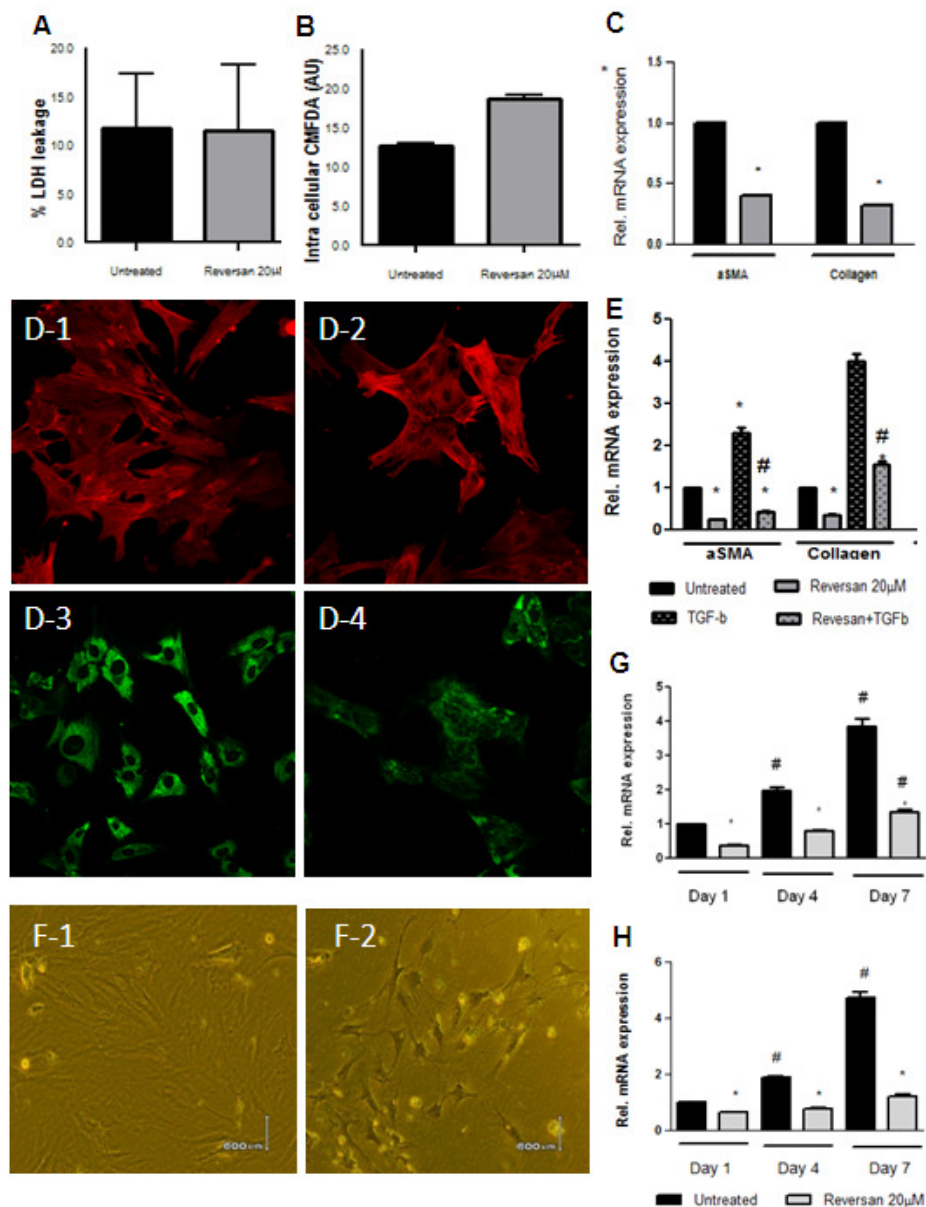 A
% LDH leakage
20.0
15.0
10.0
5.0
0.0
Untreated
Reversan 20µM
B
Intra cellular CMFDA (AU)
25.0
20.0
15.0
10.0
5.0
0.0
Untreated
Reversan 20µM
C
*
Rel. mRNA expression
1.5
1.0
0.5
0.0
*
*
aSMA
Collagen
D-1
D-2
D-3
D-4
E
Rel. mRNA expression
5
4
3
2
1
0
*
*
#
*
*
#
*
aSMA
Collagen
Untreated
Reversan 20µM
TGF-b
Revesan+TGFb
F-1
F-2
G
Rel. mRNA expression
5
4
3
2
1
0
*
#
*
#
#
*
Day 1
Day 4
Day 7
H
Rel. mRNA expression
6
4
2
0
*
#
*
#
*
Day 1
Day 4
Day 7
Untreated
Reversan 20µM